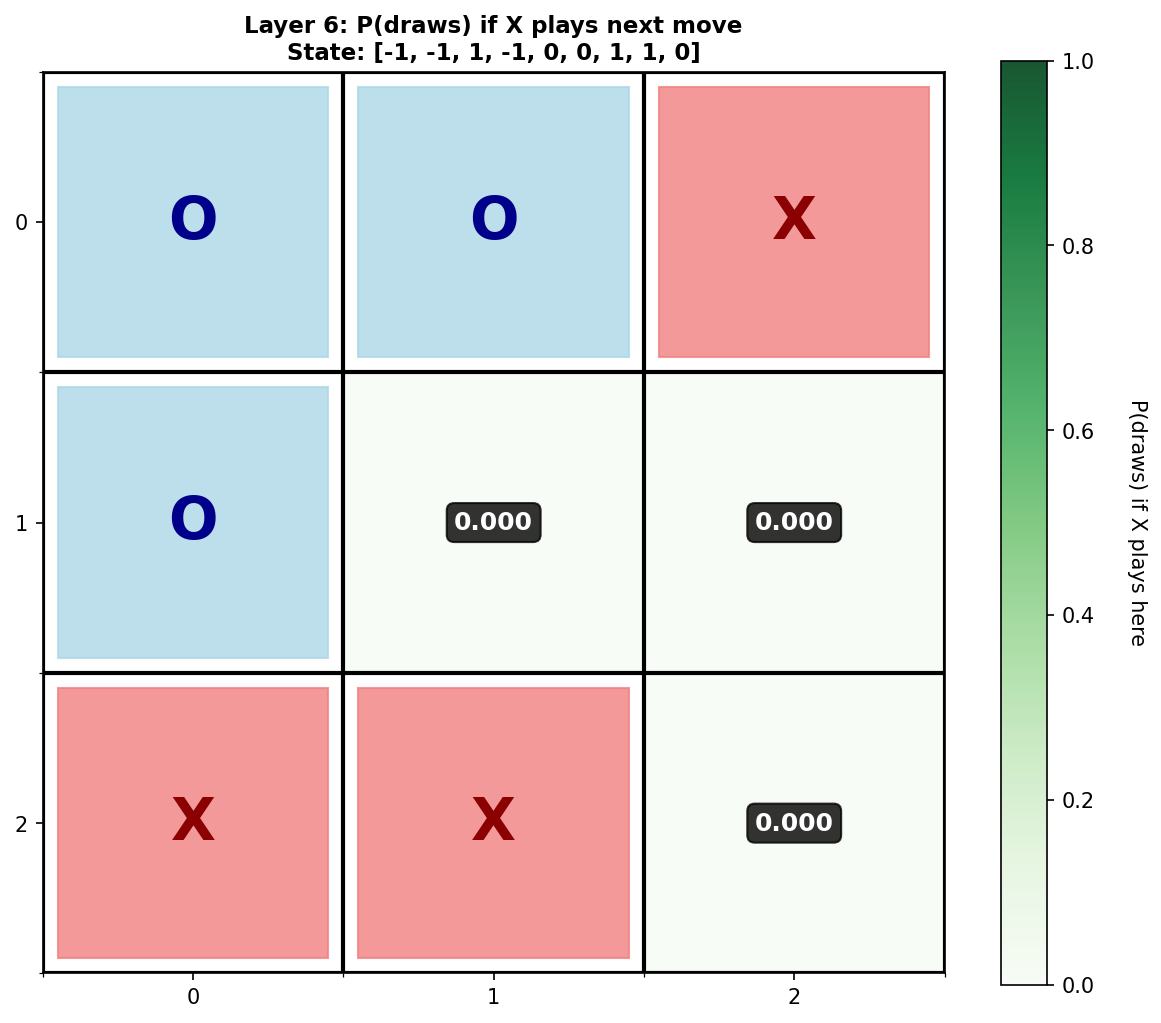 Layer 6: P(draws) if X plays next move
State: [-1, -1, 1, -1, 0, 0, 1, 1, 0]
0
O
O
X
1
O
0.000
0.000
2
X
X
0.000
0
1
2
1.0
0.8
0.6
0.4
0.2
0.0
P(draws) if X plays here